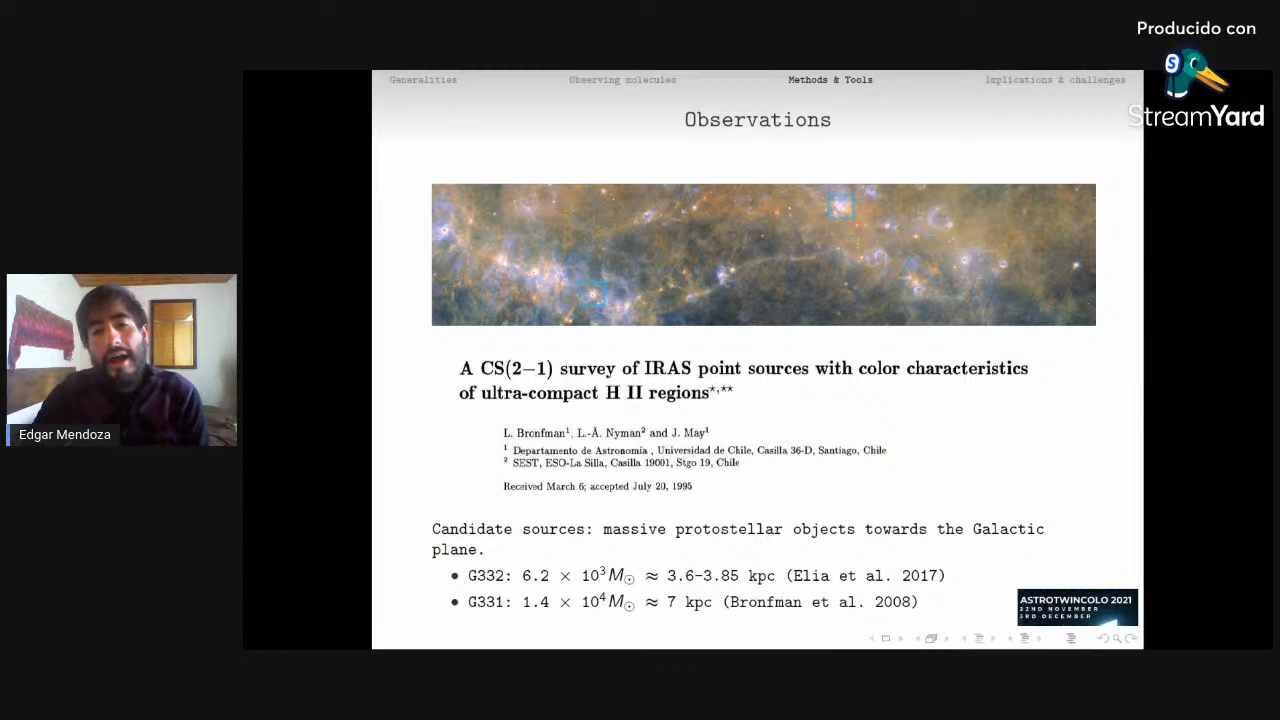 Producido con
StreamYard
Generalities Observing molecules Methods & Tools Implications & challenges
Observations
A CS(2−1) survey of IRAS point sources with color characteristics
of ultra-compact H II regions*,**
L. Bronfman¹, L.-Å. Nyman² and J. May¹
¹ Departamento de Astronomía , Universidad de Chile, Casilla 36-D, Santiago, Chile
² SEST, ESO-La Silla, Casilla 19001, Stgo 19, Chile
Received March 6; accepted July 20, 1995
Candidate sources: massive protostellar objects towards the Galactic
plane.
• G332: 6.2 × 10³ M☉ ≈ 3.6–3.85 kpc (Elia et al. 2017)
• G331: 1.4 × 10⁴ M☉ ≈ 7 kpc (Bronfman et al. 2008)
ASTROTWINCOLO 2021
22ND NOVEMBER
3RD DECEMBER
Edgar Mendoza